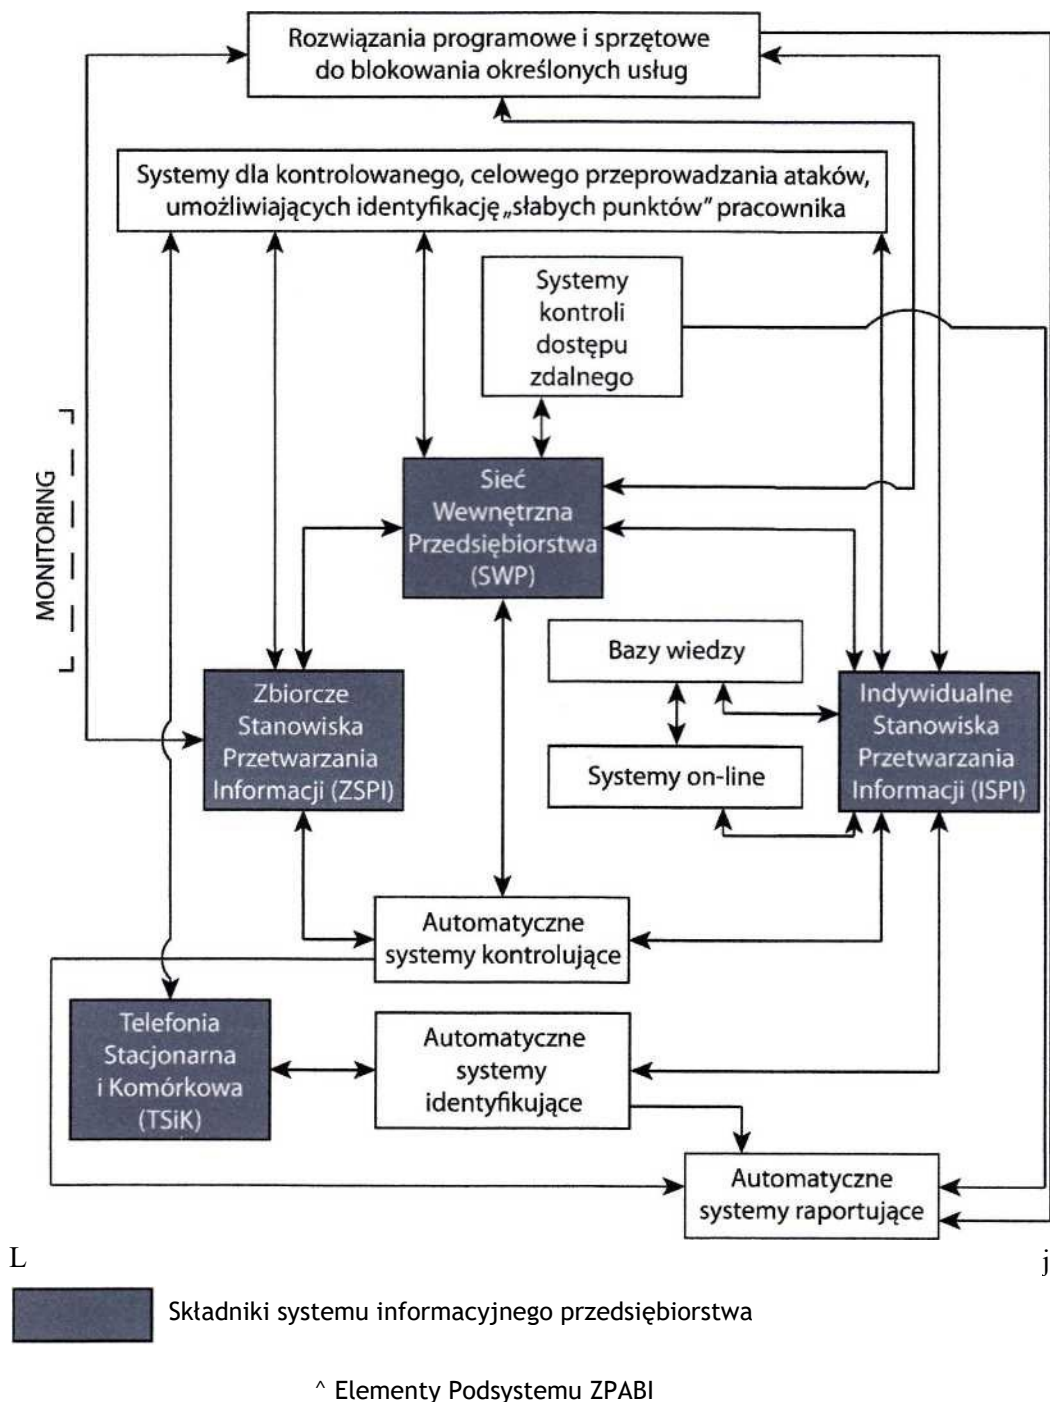 Rozwiązania programowe i sprzętowe
do blokowania określonych usług
Systemy dla kontrolowanego, celowego przeprowadzania ataków,
umożliwiających identyfikację „słabych punktów” pracownika
Systemy
kontroli
dostępu
zdalnego
MONITORING
Sieć
Wewnętrzna
Przedsiębiorstwa
(SWP)
Bazy wiedzy
Zbiorcze
Stanowiska
Przetwarzania
Informacji (ZSPI)
Indywidualne
Stanowiska
Przetwarzania
Informacji (ISPI)
Systemy on-line
Automatyczne
systemy kontrolujące
Telefonia
Stacjonarna
i Komórkowa
(TSiK)
Automatyczne
systemy
identyfikujące
Automatyczne
systemy raportujące
L
j
Składniki systemu informacyjnego przedsiębiorstwa
^ Elementy Podsystemu ZPABI